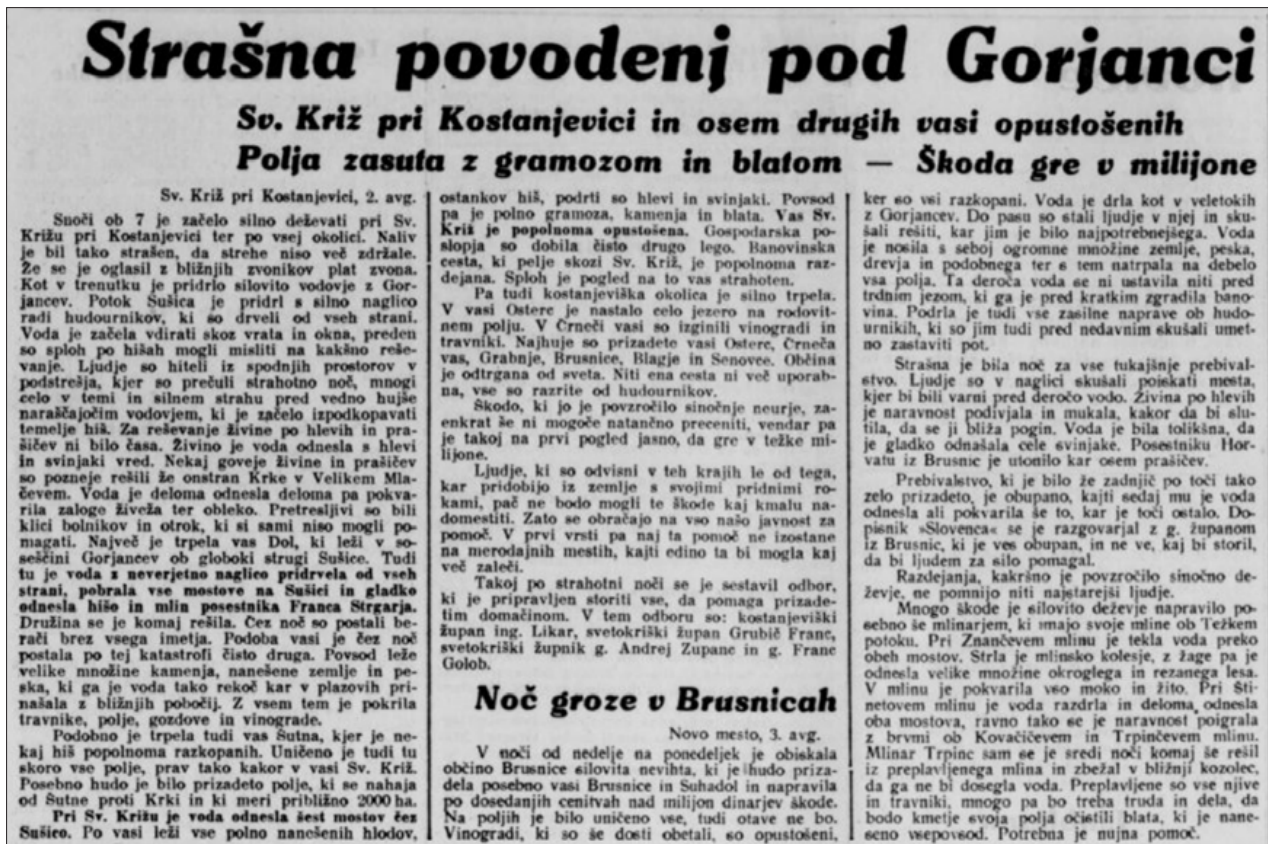 Strašna povodenj pod Gorjanci
Sv. Križ pri Kostanjevici in osem drugih vasi opustošenih
Polja zasuta z gramozom in blatom — Škoda gre v milijone
Sv. Križ pri Kostanjevici, 2. avg.
Snoči ob 7 je začelo silno deževati pri Sv.
Križu pri Kostanjevici ter po vsej okolici. Naliv
je bil tako strašen, da strehe niso več zdržale.
Že se je oglasil z bližnjih zvonikov plat zvona.
Kot v trenutku je pridrlo silovito vodovje z Gor-
jancev. Potok Sušica je pridrl s silno naglico
radi hudournikov, ki so drveli od vseh strani.
Voda je začela vdirati skoz vrata in okna, preden
so sploh po hišah mogli misliti na kakšno reše-
vanje. Ljudje so hiteli iz spodnjih prostorov v
podstrešja, kjer so prečuli strahotno noč, mnogi
celo v temi in silnem strahu pred vedno hujše
naraščajočim vodovjem, ki je začelo izpodkopavati
temelje hiš. Za reševanje živine po hlevih in pra-
šičev ni bilo časa. Živino je voda odnesla s hlevi
in svinjaki vred. Nekaj goveje živine in prašičev
so pozneje rešili že onstran Krke v Velikem Mla-
čevem. Voda je deloma odnesla deloma pa pokva-
rila zaloge živeža ter obleko. Pretresljivi so bili
klici bolnikov in otrok, ki si sami niso mogli po-
magati. Največ je trpela vas Dol, ki leži v so-
seščini Gorjancev ob globoki strugi Sušice. Tudi
tu je voda z neverjetno naglico pridrvela od vseh
strani, pobrala vse mostove na Sušici in gladko
odnesla hišo in mlin posestnika Franca Strgarja.
Družina se je komaj rešila. Čez noč so postali be-
rači brez vsega imetja. Podoba vasi je čez noč
postala po tej katastrofi čisto druga. Povsod leže
velike množine kamenja, nanešene zemlje in pe-
ska, ki ga je voda tako rekoč kar v plazovih pri-
našala z bližnjih pobočij. Z vsem tem je pokrila
travnike, polje, gozdove in vinograde.
Podobno je trpela tudi vas Šutna, kjer je ne-
kaj hiš popolnoma razkopanih. Uničeno je tudi tu
skoro vse polje, prav tako kakor v vasi Sv. Križ.
Posebno hudo je bilo prizadeto polje, ki se nahaja
od Šutne proti Krki in ki meri približno 2000 ha.
Pri Sv. Križu je voda odnesla šest mostov čez
Sušico. Po vasi leži vse polno nanešenih hlodov,
ostankov hiš, podrti so hlevi in svinjaki. Povsod
pa je polno gramoza, kamenja in blata. Vas Sv.
Križ je popolnoma opustošena. Gospodarska po-
slopja so dobila čisto drugo lego. Banovinska
cesta, ki pelje skozi Sv. Križ, je popolnoma raz-
dejana. Sploh je pogled na to vas strahoten.
Pa tudi kostanjeviška okolica je silno trpela.
V vasi Ostere je nastalo celo jezero na rodovit-
nem polju. V Črneči vasi so izginili vinogradi in
travniki. Najhuje so prizadete vasi Ostere, Črneča
vas, Grabnje, Brusnice, Blagje in Senovce. Občina
je odtrgana od sveta. Niti ena cesta ni več uporab-
na, vse so razrite od hudournikov.
Škodo, ki jo je povzročilo sinočnje neurje, za-
enkrat še ni mogoče natančno preceniti, vendar pa
je takoj na prvi pogled jasno, da gre v težke mi-
lijone.
Ljudje, ki so odvisni v teh krajih le od tega,
kar pridobijo iz zemlje s svojimi pridnimi ro-
kami, pač ne bodo mogli te škode kaj kmalu na-
domestiti. Zato se obračajo na vso našo javnost za
pomoč. V prvi vrsti pa naj ta pomoč ne izostane
na merodajnih mestih, kajti edino ta bi mogla kaj
več zaleči.
Takoj po strahotni noči se je sestavil odbor,
ki je pripravljen storiti vse, da pomaga prizade-
tim domačinom. V tem odboru so: kostanjeviški
župan ing. Likar, svetokriški župan Grubič Franc,
svetokriški župnik g. Andrej Zupanc in g. Franc
Golob.
Noč groze v Brusnicah
Novo mesto, 3. avg.
V noči od nedelje na ponedeljek je obiskala
občino Brusnice silovita nevihta, ki je hudo priza-
dela posebno vasi Brusnice in Suhadol in napravila
po dosedanjih cenitvah nad milijon dinarjev škode.
Na poljih je bilo uničeno vse, tudi otave ne bo.
Vinogradi, ki so še dosti obetali, so opustošeni,
ker so vsi razkopani. Voda je drla kot v veletokih
z Gorjancev. Do pasu so stali ljudje v njej in sku-
šali rešiti, kar jim je bilo najpotrebnejšega. Voda
je nosila s seboj ogromne množine zemlje, peska,
drevja in podobnega ter s tem natrpala na debelo
vsa polja. Ta deroča voda se ni ustavila niti pred
trdnim jezom, ki ga je pred kratkim zgradila bano-
vina. Podrla je tudi vse zasilne naprave ob hudo-
urnikih, ki so jim tudi pred nedavnim skušali umet-
no zastaviti pot.
Strašna je bila noč za vse tukajšnje prebival-
stvo. Ljudje so v naglici skušali poiskati mesta,
kjer bi bili varni pred deročo vodo. Živina po hlevih
je naravnost podivjala in mukala, kakor da bi slu-
tila, da se ji bliža pogin. Voda je bila tolikšna, da
je gladko odnašala cele svinjake. Posestniku Hor-
vatu iz Brusnic je utonilo kar osem prašičev.
Prebivalstvo, ki je bilo že zadnjič po toči tako
zelo prizadeto, je obupano, kajti sedaj mu je voda
odnesla ali pokvarila še to, kar je toči ostalo. Do-
pisnik »Slovenca« se je razgovarjal z g. županom
iz Brusnic, ki je ves obupan, in ne ve, kaj bi storil,
da bi ljudem za silo pomagal.
Razdejanja, kakršno je povzročilo sinočno de-
ževje, ne pomnijo niti najstarejši ljudje.
Mnogo škode je silovito deževje napravilo po-
sebno še mlinarjem, ki imajo svoje mline ob Težkem
potoku. Pri Znančevem mlinu je tekla voda preko
obeh mostov. Strla je mlinsko kolesje, z žage pa je
odnesla velike množine okroglega in rezanega lesa.
V mlinu je pokvarila vso moko in žito. Pri Šti-
netovem mlinu je voda razdrla in deloma odnesla
oba mostova, ravno tako se je naravnost poigrala
z brvmi ob Kovačičevem in Trpinčevem mlinu.
Mlinar Trpinc sam se je sredi noči komaj še rešil
iz preplavljenega mlina in zbežal v bližnji kozolec,
da ga ne bi dosegla voda. Preplavljene so vse njive
in travniki, mnogo pa bo treba truda in dela, da
bodo kmetje svoja polja očistili blata, ki je nane-
seno vsepovsod. Potrebna je nujna pomoč.